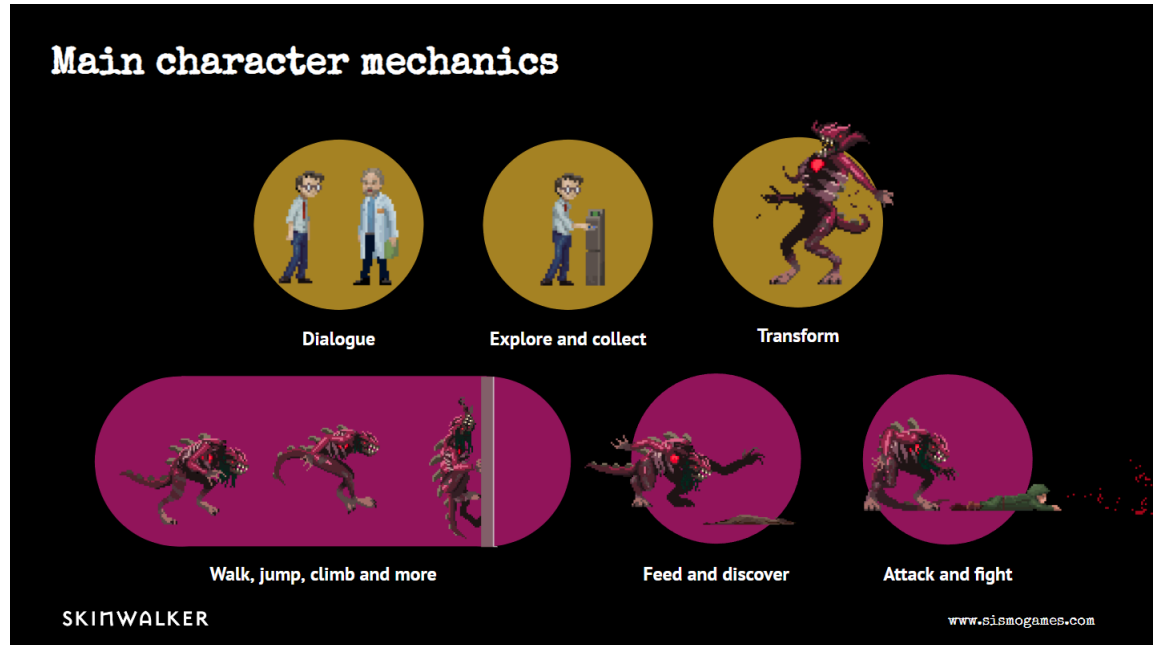 Main character mechanics
Dialogue
Explore and collect
Transform
Walk, jump, climb and more
Feed and discover
Attack and fight
SKINWALKER
www.sismogames.com